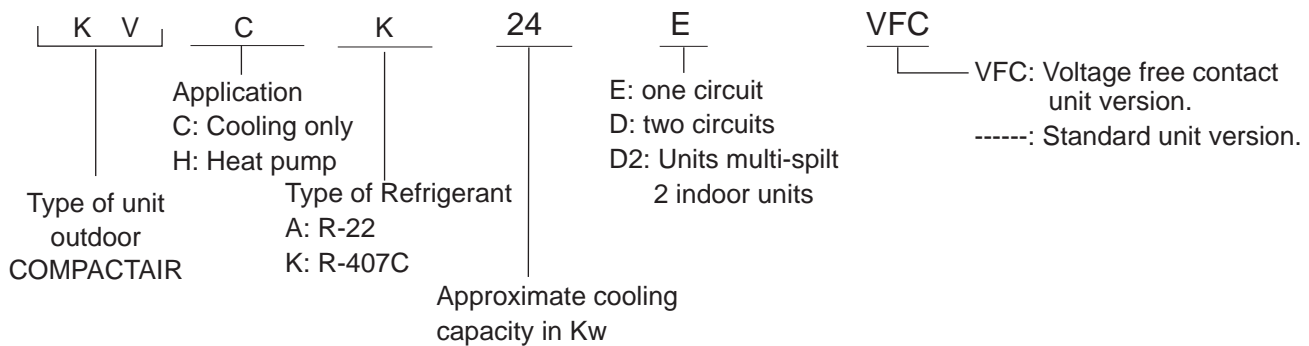 K V C K 24 E VFC
Application
C: Cooling only
H: Heat pump
Type of unit
outdoor
COMPACTAIR
Type of Refrigerant
A: R-22
K: R-407C
Approximate cooling
capacity in Kw
E: one circuit
D: two circuits
D2: Units multi-spilt
2 indoor units
VFC: Voltage free contact
unit version.
------: Standard unit version.